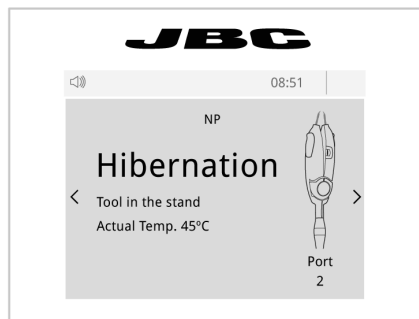 JBC
08:51
NP
Hibernation
Tool in the stand
Actual Temp. 45ºC
Port
2